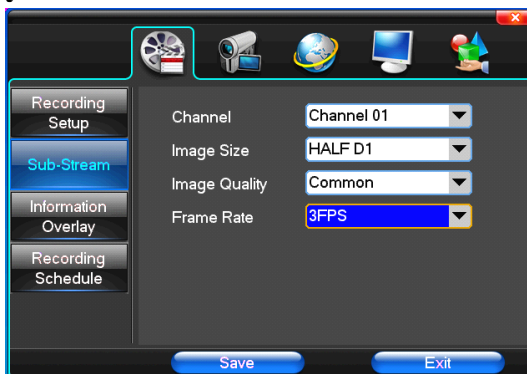 Recording
Setup
Sub-Stream
Information
Overlay
Recording
Schedule
Channel
Channel 01
Image Size
HALF D1
Image Quality
Common
Frame Rate
3FPS
Save
Exit